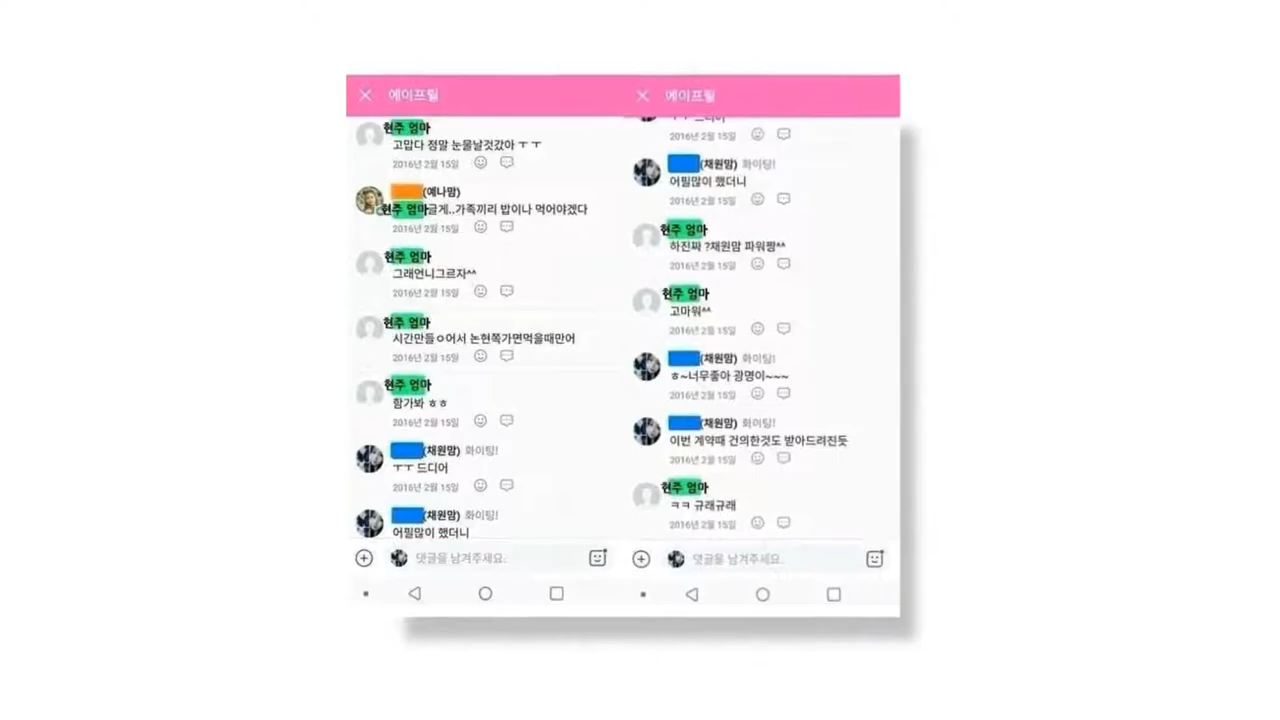 에이프릴
현주 엄마
고맙다 정말 눈물날것갔아 ㅜㅜ
2016년 2월 15일
(예나맘)
현주 엄마글게..가족끼리 밥이나 먹어야겠다
2016년 2월 15일
현주 엄마
그래언니그르자^^
2016년 2월 15일
현주 엄마
시간만들ㅇ어서 논현쪽가면먹을때만어
2016년 2월 15일
현주 엄마
함가봐 ㅎㅎ
2016년 2월 15일
(채원맘) 화이팅!
ㅜㅜ 드디어
2016년 2월 15일
(채원맘) 화이팅!
어필많이 했더니
댓글을 남겨주세요.
에이프릴
ㅜㅜ 드디어
2016년 2월 15일
(채원맘) 화이팅!
어필많이 했더니
2016년 2월 15일
현주 엄마
하진짜 ?채원맘 파워짱^^
2016년 2월 15일
현주 엄마
고마워^^
2016년 2월 15일
(채원맘) 화이팅!
ㅎ~너무좋아 광명이~~~
2016년 2월 15일
(채원맘) 화이팅!
이번 계약때 건의한것도 받아드려진듯
2016년 2월 15일
현주 엄마
ㅋㅋ 규래규래
2016년 2월 15일
댓글을 남겨주세요.